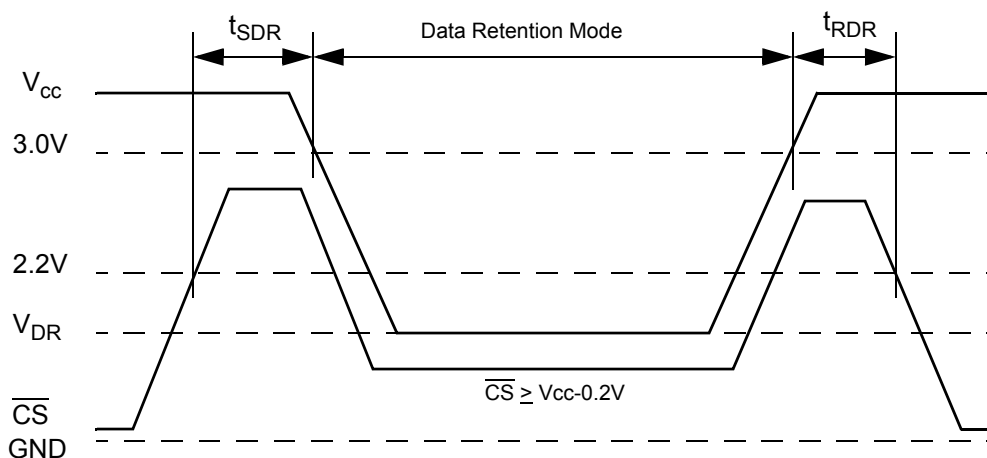 tSDR
Data Retention Mode
tRDR
Vcc
3.0V
2.2V
VDR
CS ≥ Vcc-0.2V
CS
GND